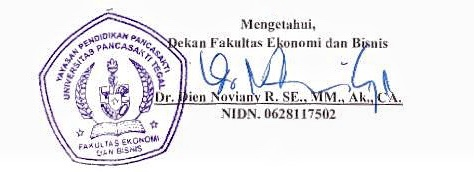 Mengetahui,
Dekan Fakultas Ekonomi dan Bisnis
YAYASAN PENDIDIKAN PANCASAKTI
UNIVERSITAS PANCASAKTI TEGAL
FAKULTAS EKONOMI
DAN BISNIS
Dr. Dien Noviany R. SE., MM., Ak., CA.
NIDN. 0628117502